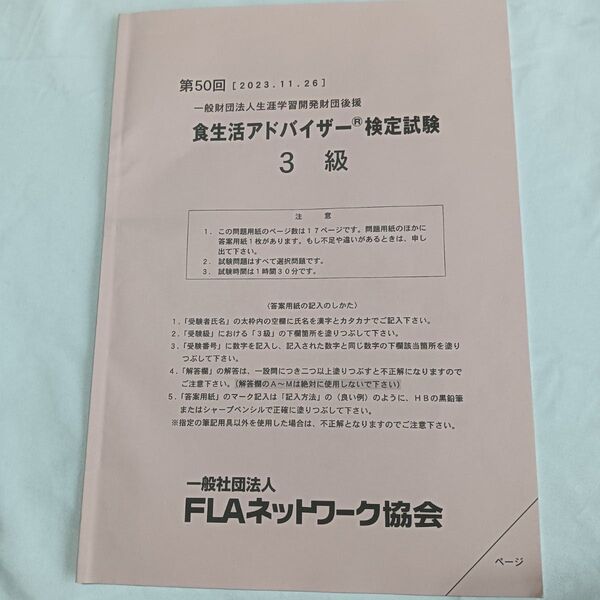 第50回 [2023.11.26]
一般財団法人生涯学習開発財団後援
食生活アドバイザー®検定試験
3 級
注 意
1. この問題用紙のページ数は17ページです。問題用紙のほかに
答案用紙1枚があります。もし不足や違いがあるときは、申し
出て下さい。
2. 試験問題はすべて選択問題です。
3. 試験時間は1時間30分です。
〈答案用紙の記入のしかた〉
1.「受験者氏名」の太枠内の空欄に氏名を漢字とカタカナでご記入下さい。
2.「受験級」における「3級」の下欄箇所を塗りつぶして下さい。
3.「受験番号」に数字を記入し、記入された数字と同じ数字の下欄該当箇所を塗り
つぶして下さい。
4.「解答欄」の解答は、一設問につき二つ以上塗りつぶすと不正解になりますので
ご注意下さい。(解答欄のA～Mは絶対に使用しないで下さい)
5.「答案用紙」のマーク記入は「記入方法」の〈良い例〉のように、HBの黒鉛筆
またはシャープペンシルで正確に塗りつぶして下さい。
※指定の筆記用具以外を使用した場合は、不正解となりますのでご注意下さい。
一般社団法人
FLAネットワーク協会
ページ